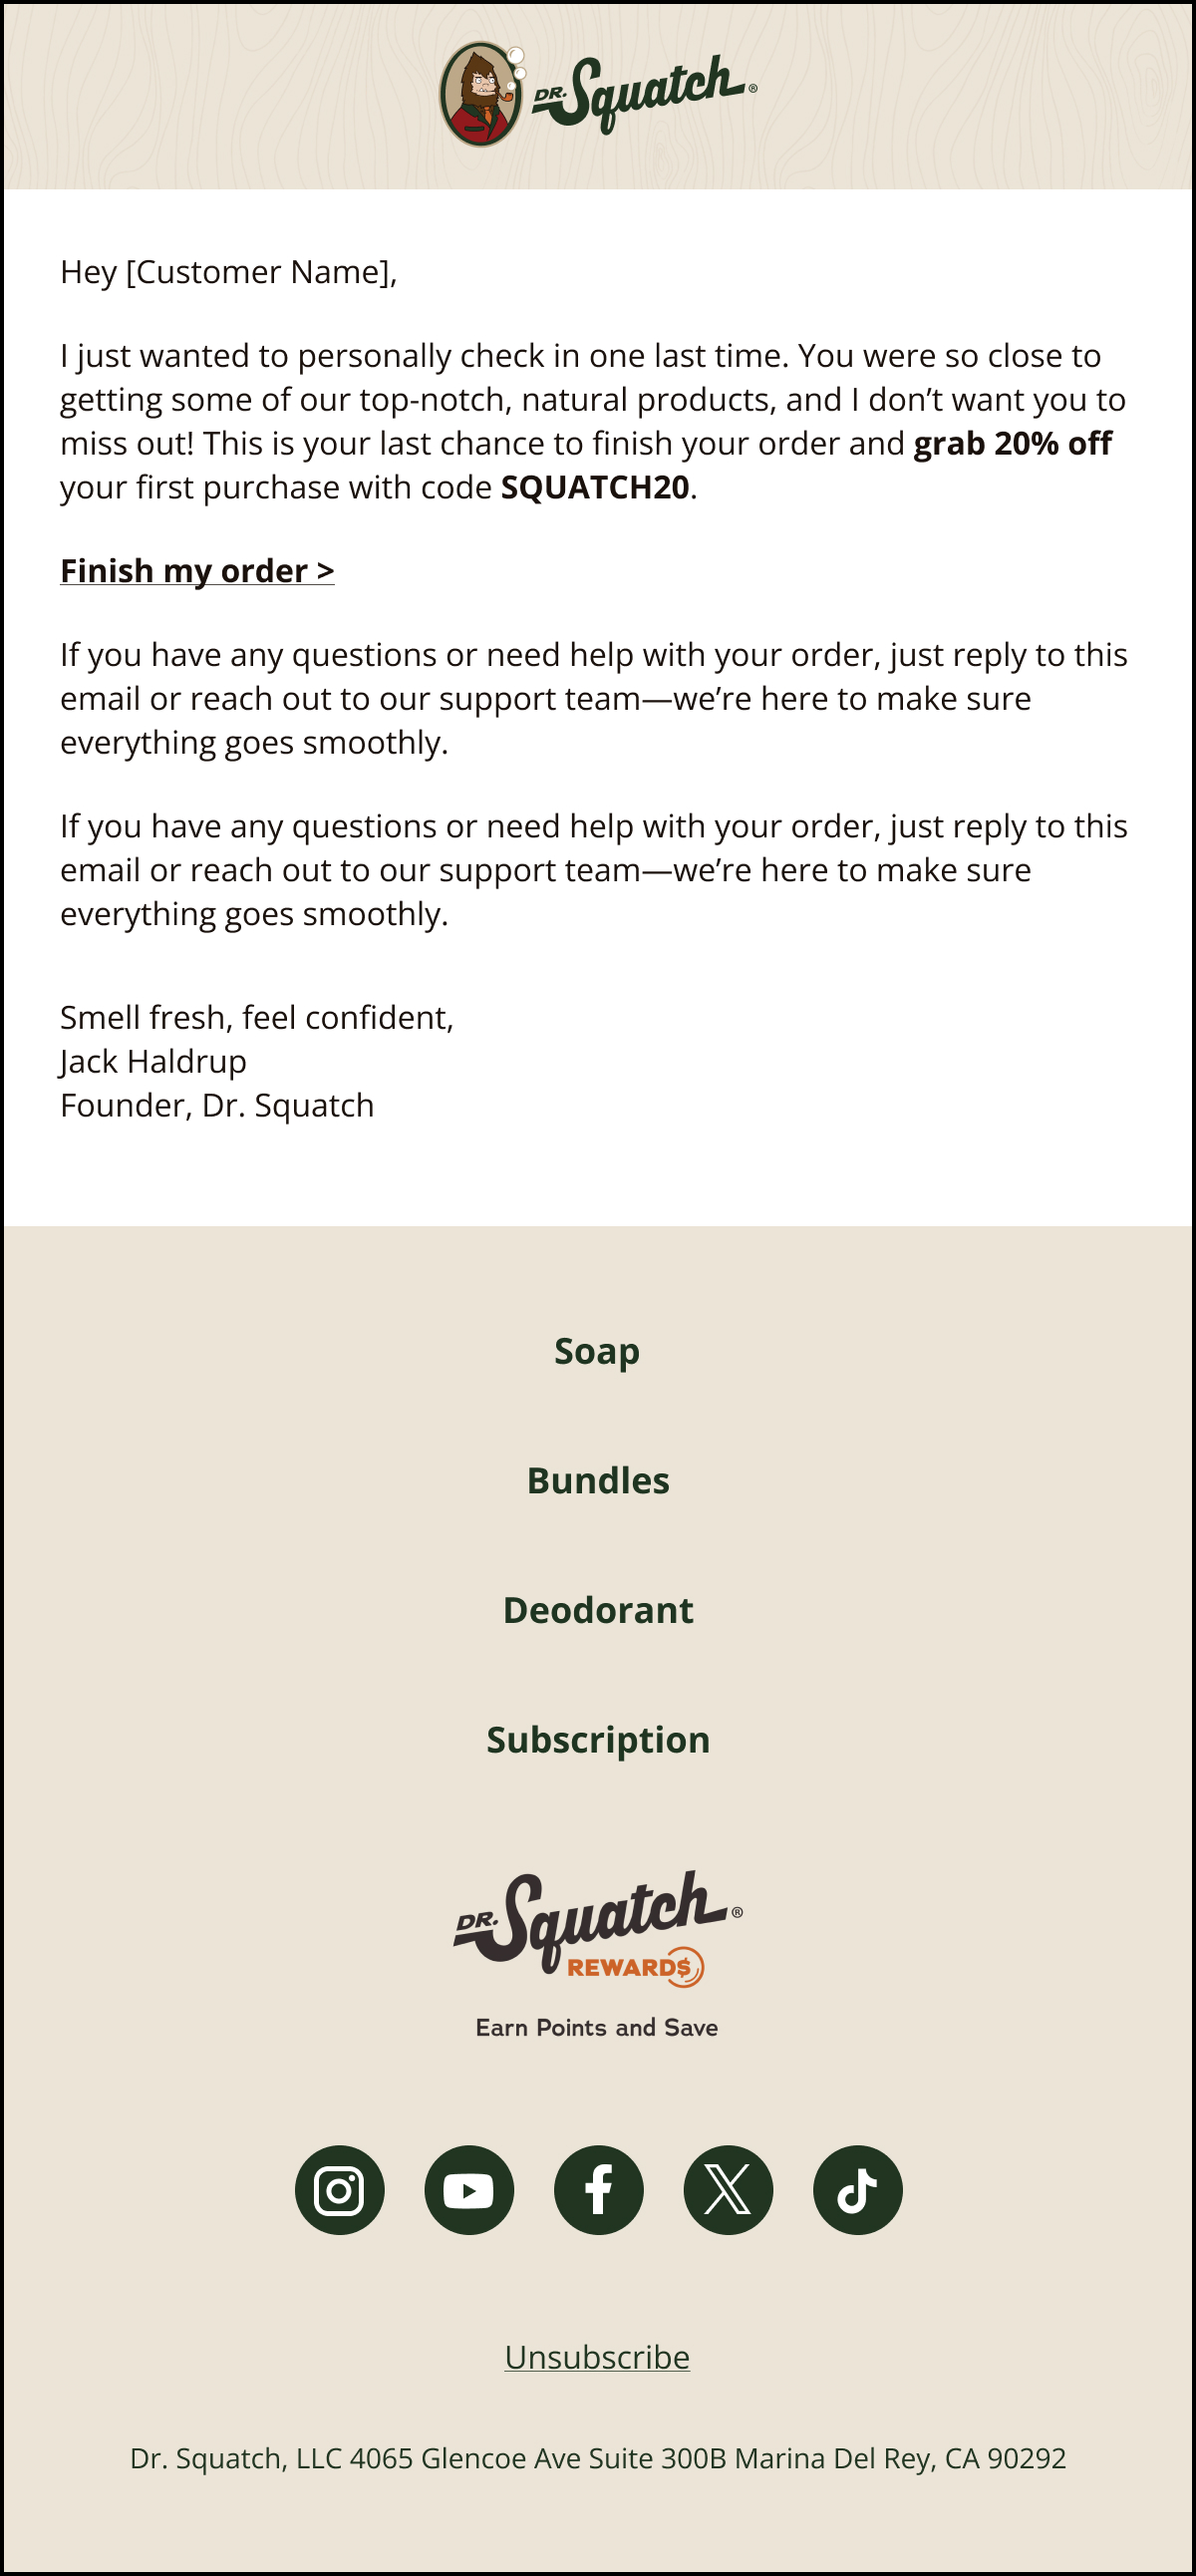 DR. Squatch®
Hey [Customer Name],
I just wanted to personally check in one last time. You were so close to
getting some of our top-notch, natural products, and I don’t want you to
miss out! This is your last chance to finish your order and grab 20% off
your first purchase with code SQUATCH20.
Finish my order >
If you have any questions or need help with your order, just reply to this
email or reach out to our support team—we’re here to make sure
everything goes smoothly.
If you have any questions or need help with your order, just reply to this
email or reach out to our support team—we’re here to make sure
everything goes smoothly.
Smell fresh, feel confident,
Jack Haldrup
Founder, Dr. Squatch
Soap
Bundles
Deodorant
Subscription
DR. Squatch®
REWARD$
Earn Points and Save
Unsubscribe
Dr. Squatch, LLC 4065 Glencoe Ave Suite 300B Marina Del Rey, CA 90292